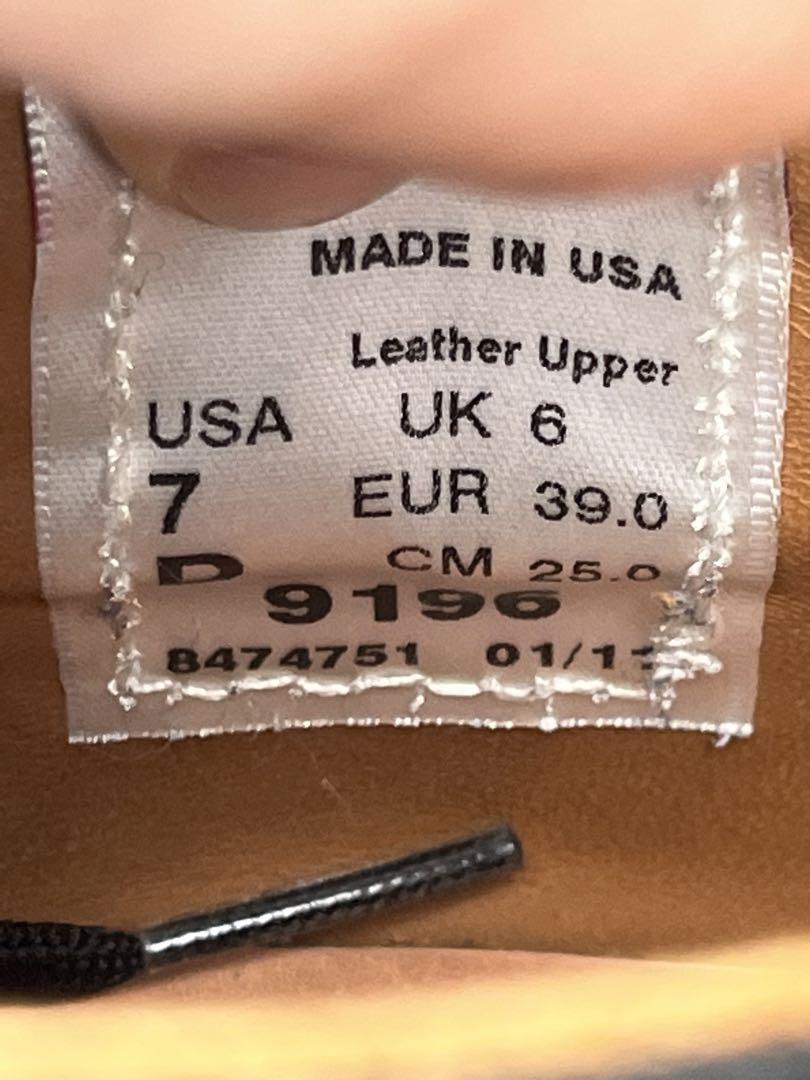 MADE IN USA
Leather Upper
USA UK 6
7 EUR 39.0
D CM 25.0
9196
8474751 01/11